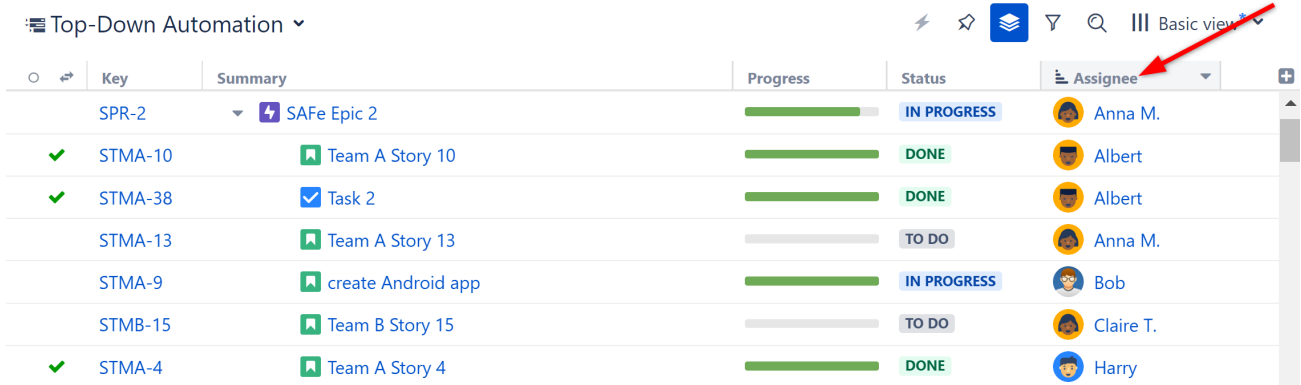 Top-Down Automation
Basic view
Key Summary Progress Status Assignee
SPR-2 SAFe Epic 2 IN PROGRESS Anna M.
STMA-10 Team A Story 10 DONE Albert
STMA-38 Task 2 DONE Albert
STMA-13 Team A Story 13 TO DO Anna M.
STMA-9 create Android app IN PROGRESS Bob
STMB-15 Team B Story 15 TO DO Claire T.
STMA-4 Team A Story 4 DONE Harry